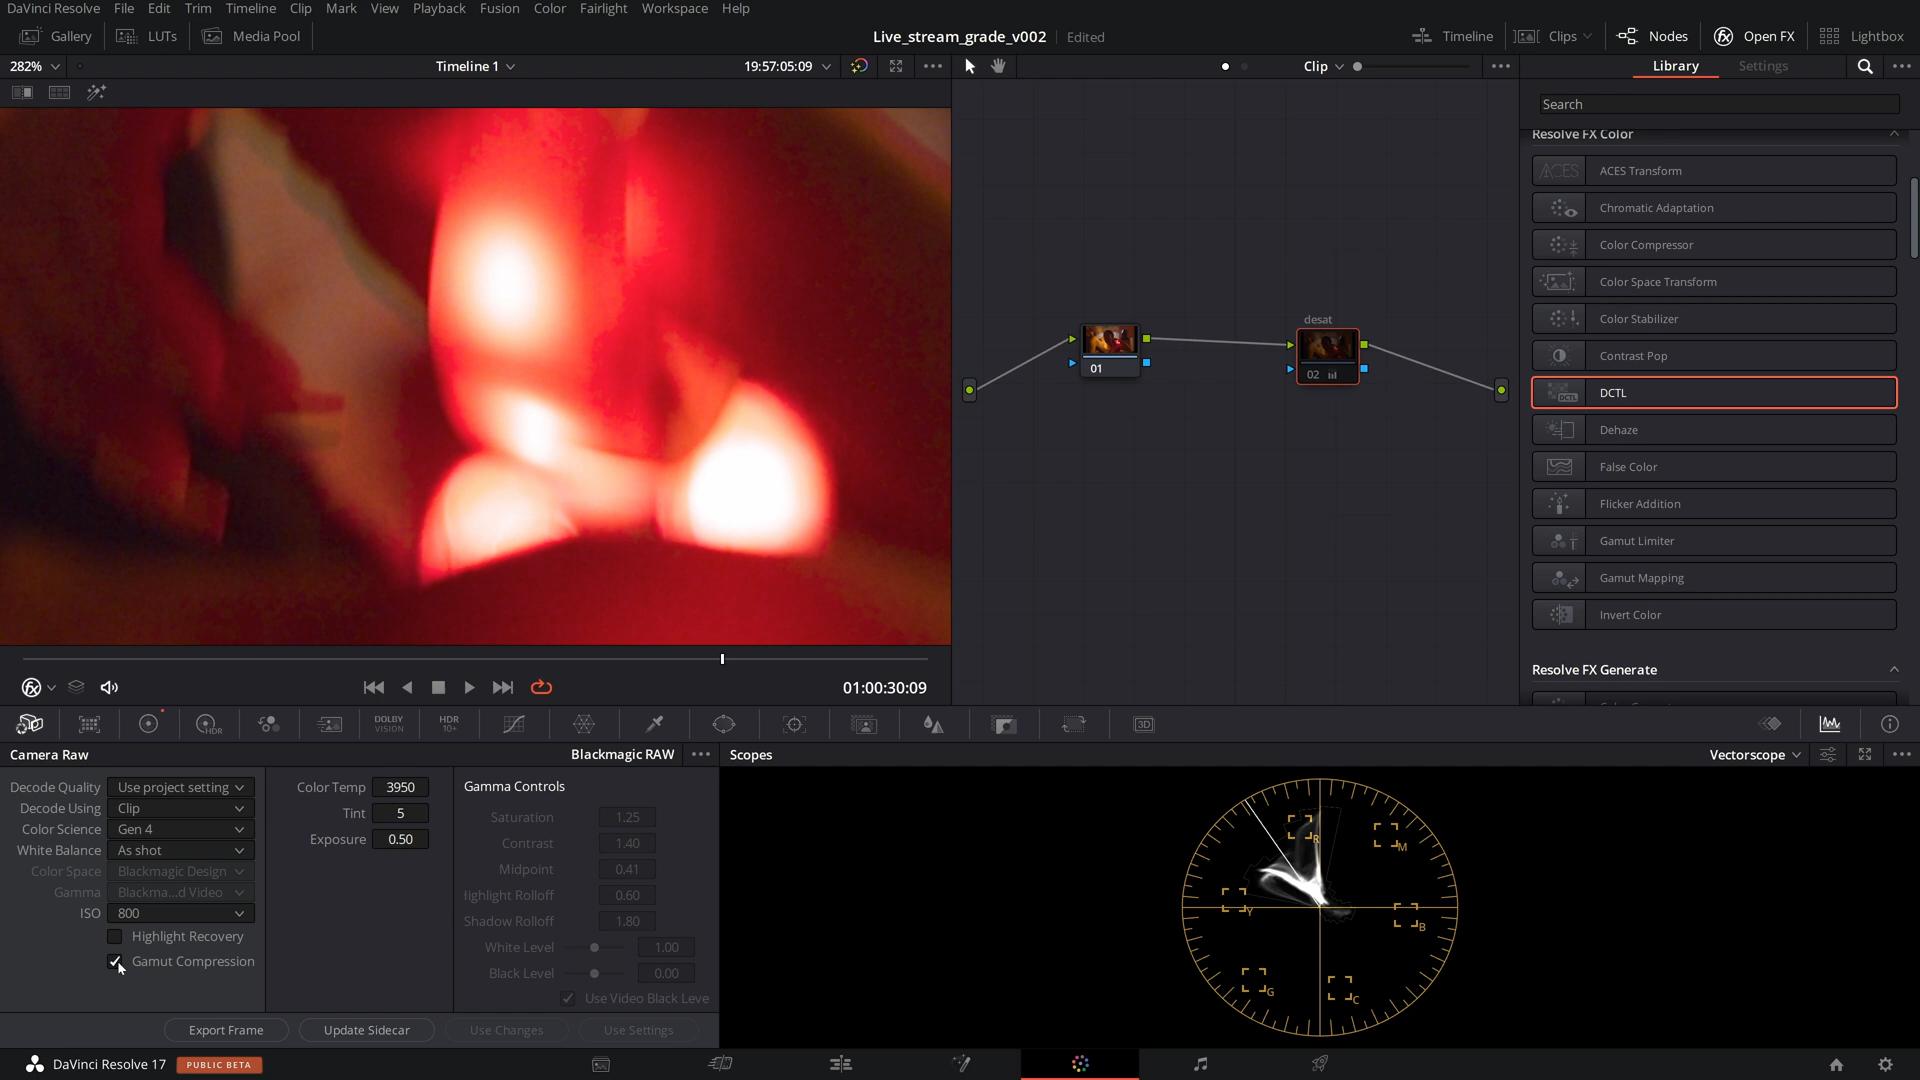 DaVinci Resolve File Edit Trim Timeline Clip Mark View Playback Fusion Color Fairlight Workspace Help
Gallery LUTs Media Pool Live_stream_grade_v002 Edited Timeline Clips Nodes Open FX Lightbox
282% Timeline 1 19:57:05:09 Clip Library Settings
Search
Resolve FX Color
ACES ACES Transform
Chromatic Adaptation
Color Compressor
Color Space Transform
Color Stabilizer
Contrast Pop
DCTL DCTL
Dehaze
False Color
Flicker Addition
Gamut Limiter
Gamut Mapping
Invert Color
Resolve FX Generate
desat
01
02
01:00:30:09
HDR
DOLBY VISION
HDR 10+
3D
Camera Raw Blackmagic RAW
Decode Quality Use project setting
Decode Using Clip
Color Science Gen 4
White Balance As shot
Color Space Blackmagic Design
Gamma Blackma...d Video
ISO 800
Highlight Recovery
Gamut Compression
Color Temp 3950
Tint 5
Exposure 0.50
Gamma Controls
Saturation 1.25
Contrast 1.40
Midpoint 0.41
Highlight Rolloff 0.60
Shadow Rolloff 1.80
White Level 1.00
Black Level 0.00
Use Video Black Leve
Export Frame Update Sidecar Use Changes Use Settings
Scopes Vectorscope
R
M
Y
B
G
C
DaVinci Resolve 17 PUBLIC BETA